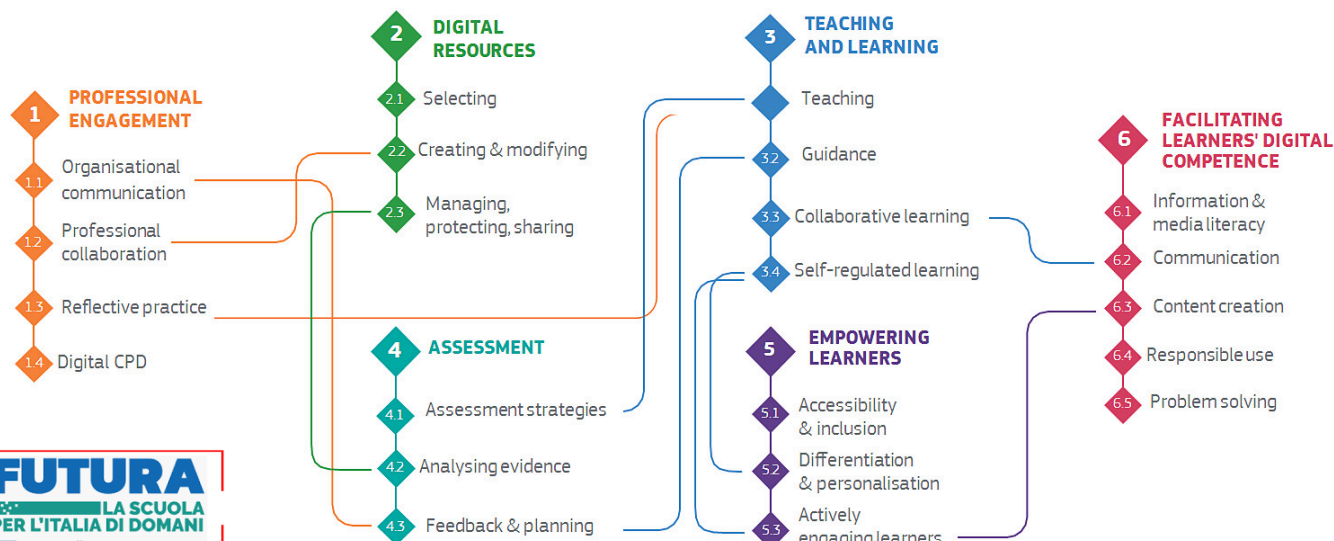 1
PROFESSIONAL
ENGAGEMENT
1.1
Organisational
communication
1.2
Professional
collaboration
1.3
Reflective practice
1.4
Digital CPD
2
DIGITAL
RESOURCES
2.1
Selecting
2.2
Creating & modifying
2.3
Managing,
protecting, sharing
3
TEACHING
AND LEARNING
Teaching
3.2
Guidance
3.3
Collaborative learning
3.4
Self-regulated learning
4
ASSESSMENT
4.1
Assessment strategies
4.2
Analysing evidence
4.3
Feedback & planning
5
EMPOWERING
LEARNERS
5.1
Accessibility
& inclusion
5.2
Differentiation
& personalisation
5.3
Actively
engaging learners
6
FACILITATING
LEARNERS' DIGITAL
COMPETENCE
6.1
Information &
media literacy
6.2
Communication
6.3
Content creation
6.4
Responsible use
6.5
Problem solving
FUTURA
LA SCUOLA
PER L'ITALIA DI DOMANI